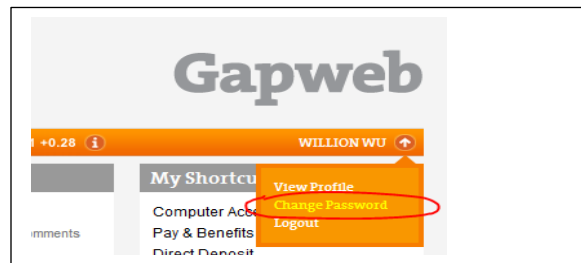 Gapweb
+0.28 i
WILLION WU
My Shortcu
View Profile
Change Password
Logout
Computer Acc
Pay & Benefits
Direct Deposit
mments